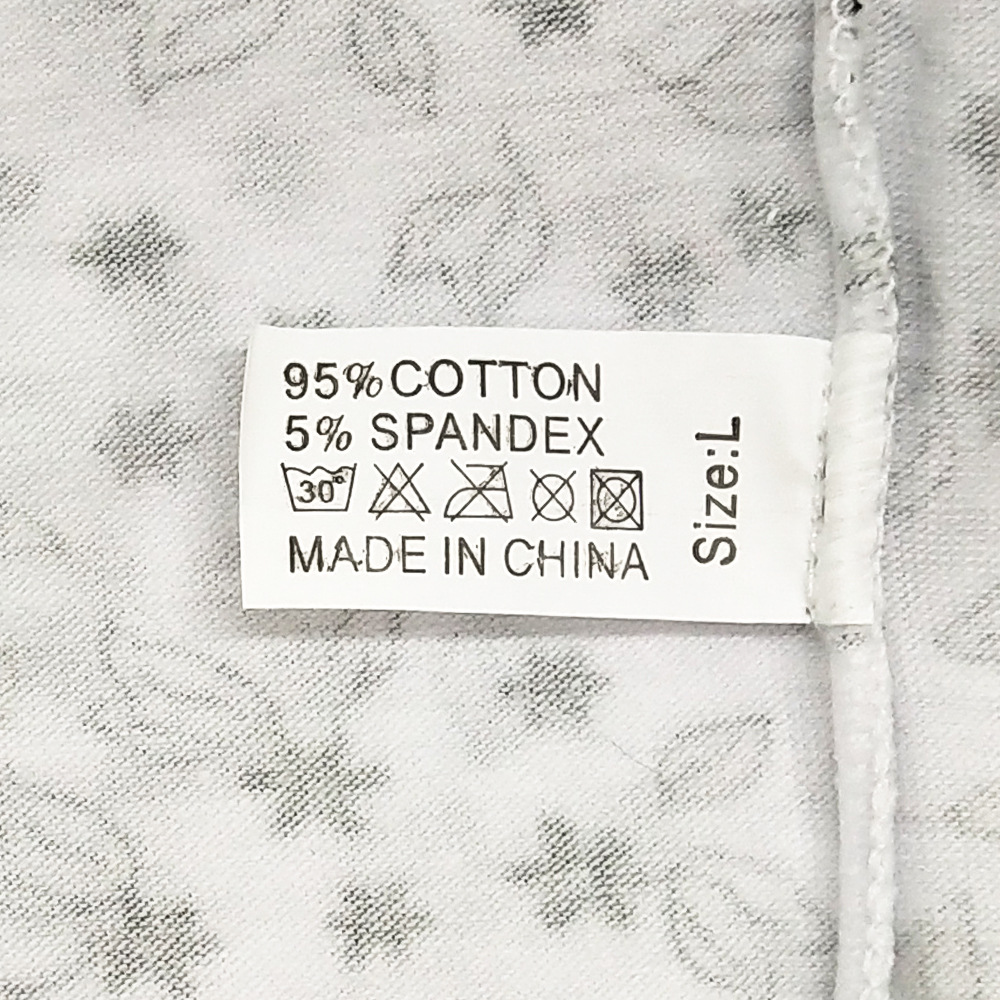 95% COTTON
5% SPANDEX
30°
MADE IN CHINA
Size:L